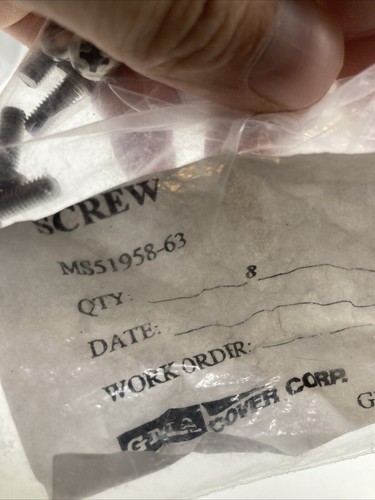 SCREW
MS51958-63
QTY: 8
DATE:
WORK ORDER:
COVER CORP.
G